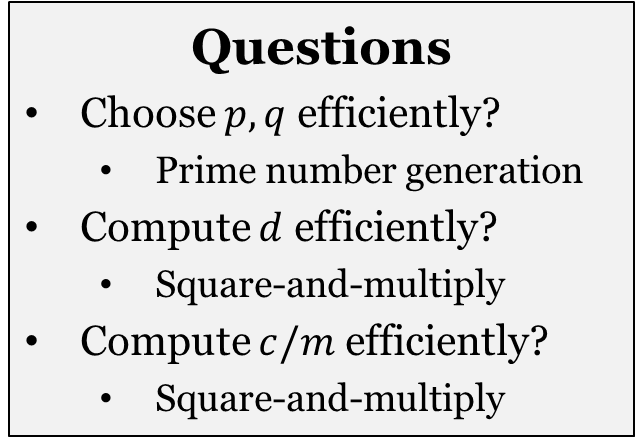 Questions
• Choose p, q efficiently?
• Prime number generation
• Compute d efficiently?
• Square-and-multiply
• Compute c/m efficiently?
• Square-and-multiply